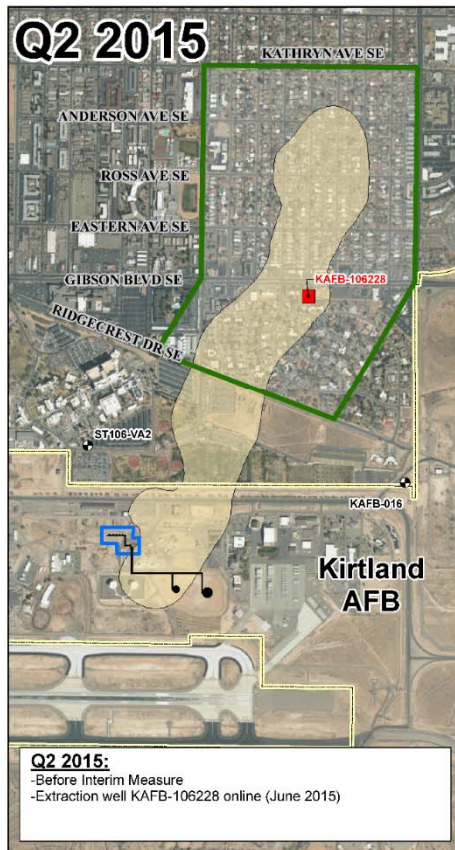 Q2 2015
KATHRYN AVE SE
ANDERSON AVE SE
ROSS AVE SE
EASTERN AVE SE
GIBSON BLVD SE
KAFB-106228
RIDGECREST DR SE
ST106-VA2
KAFB-016
Kirtland
AFB
Q2 2015:
-Before Interim Measure
-Extraction well KAFB-106228 online (June 2015)